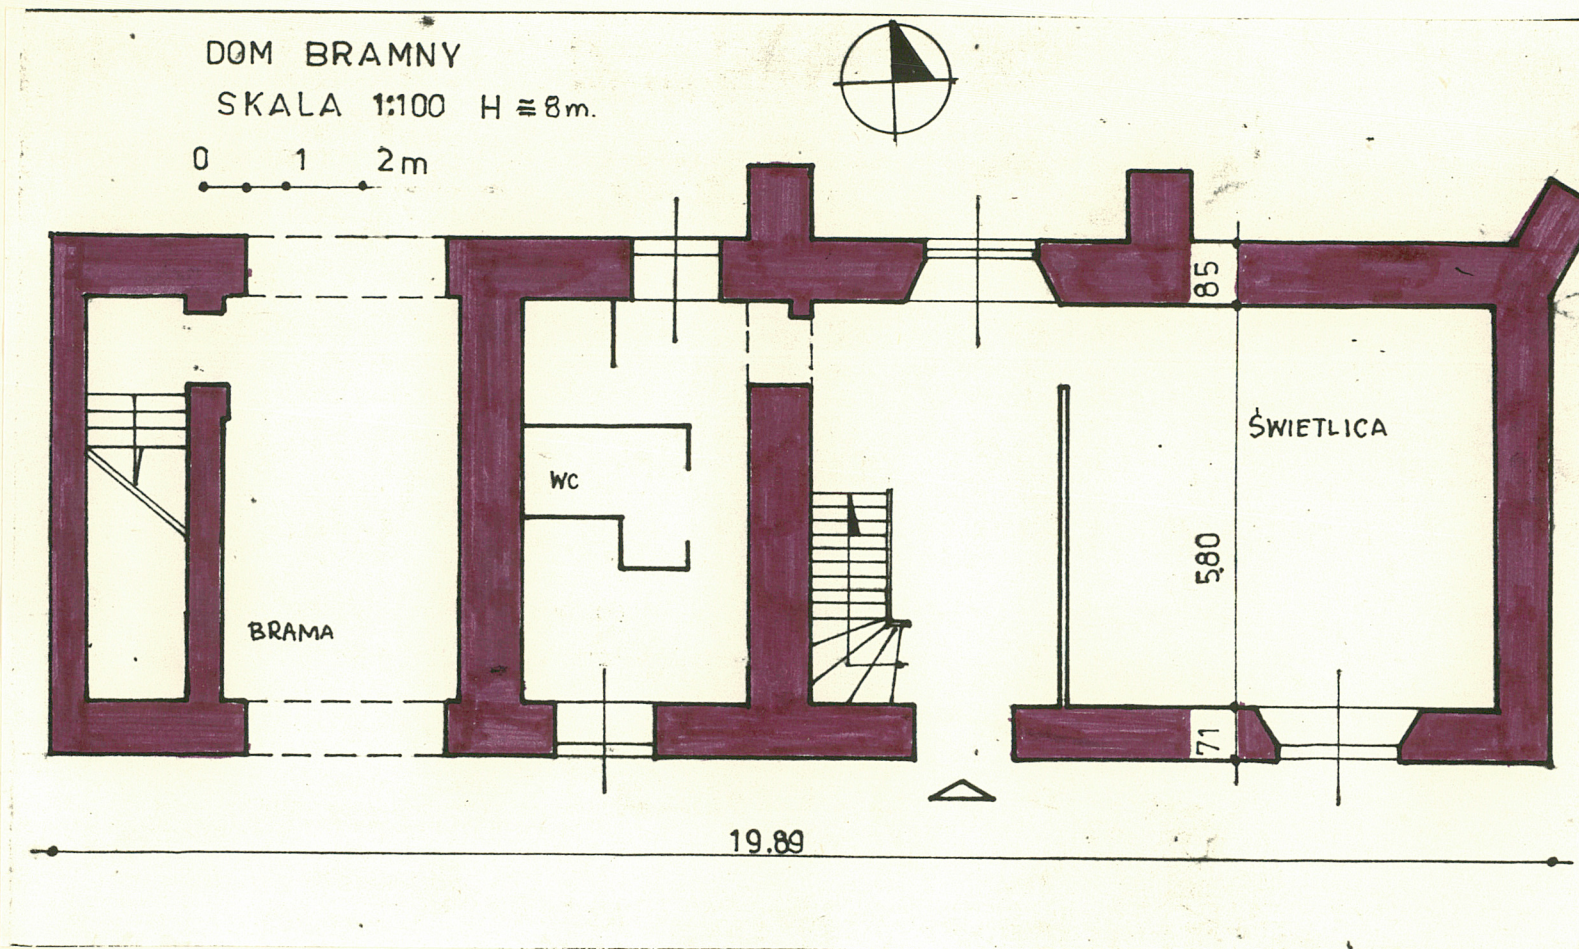 DOM BRAMNY
SKALA 1:100 H ≅ 8m.
0 1 2m
85
ŚWIETLICA
WC
5,80
BRAMA
71
19.89